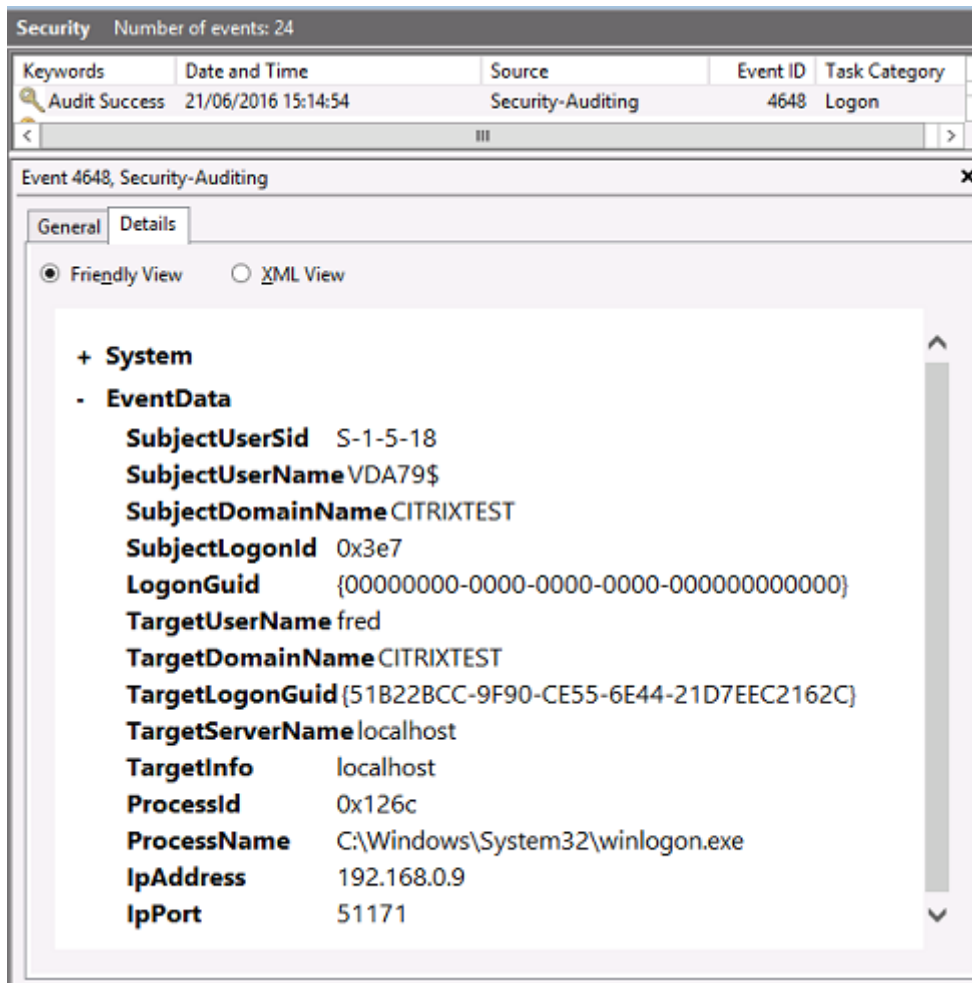 Security Number of events: 24
Keywords Date and Time Source Event ID Task Category
Audit Success 21/06/2016 15:14:54 Security-Auditing 4648 Logon
Event 4648, Security-Auditing
General Details
Friendly View XML View
+ System
- EventData
SubjectUserSid S-1-5-18
SubjectUserName VDA79$
SubjectDomainName CITRIXTEST
SubjectLogonId 0x3e7
LogonGuid {00000000-0000-0000-0000-000000000000}
TargetUserName fred
TargetDomainName CITRIXTEST
TargetLogonGuid {51B22BCC-9F90-CE55-6E44-21D7EEC2162C}
TargetServerName localhost
TargetInfo localhost
ProcessId 0x126c
ProcessName C:\Windows\System32\winlogon.exe
IpAddress 192.168.0.9
IpPort 51171